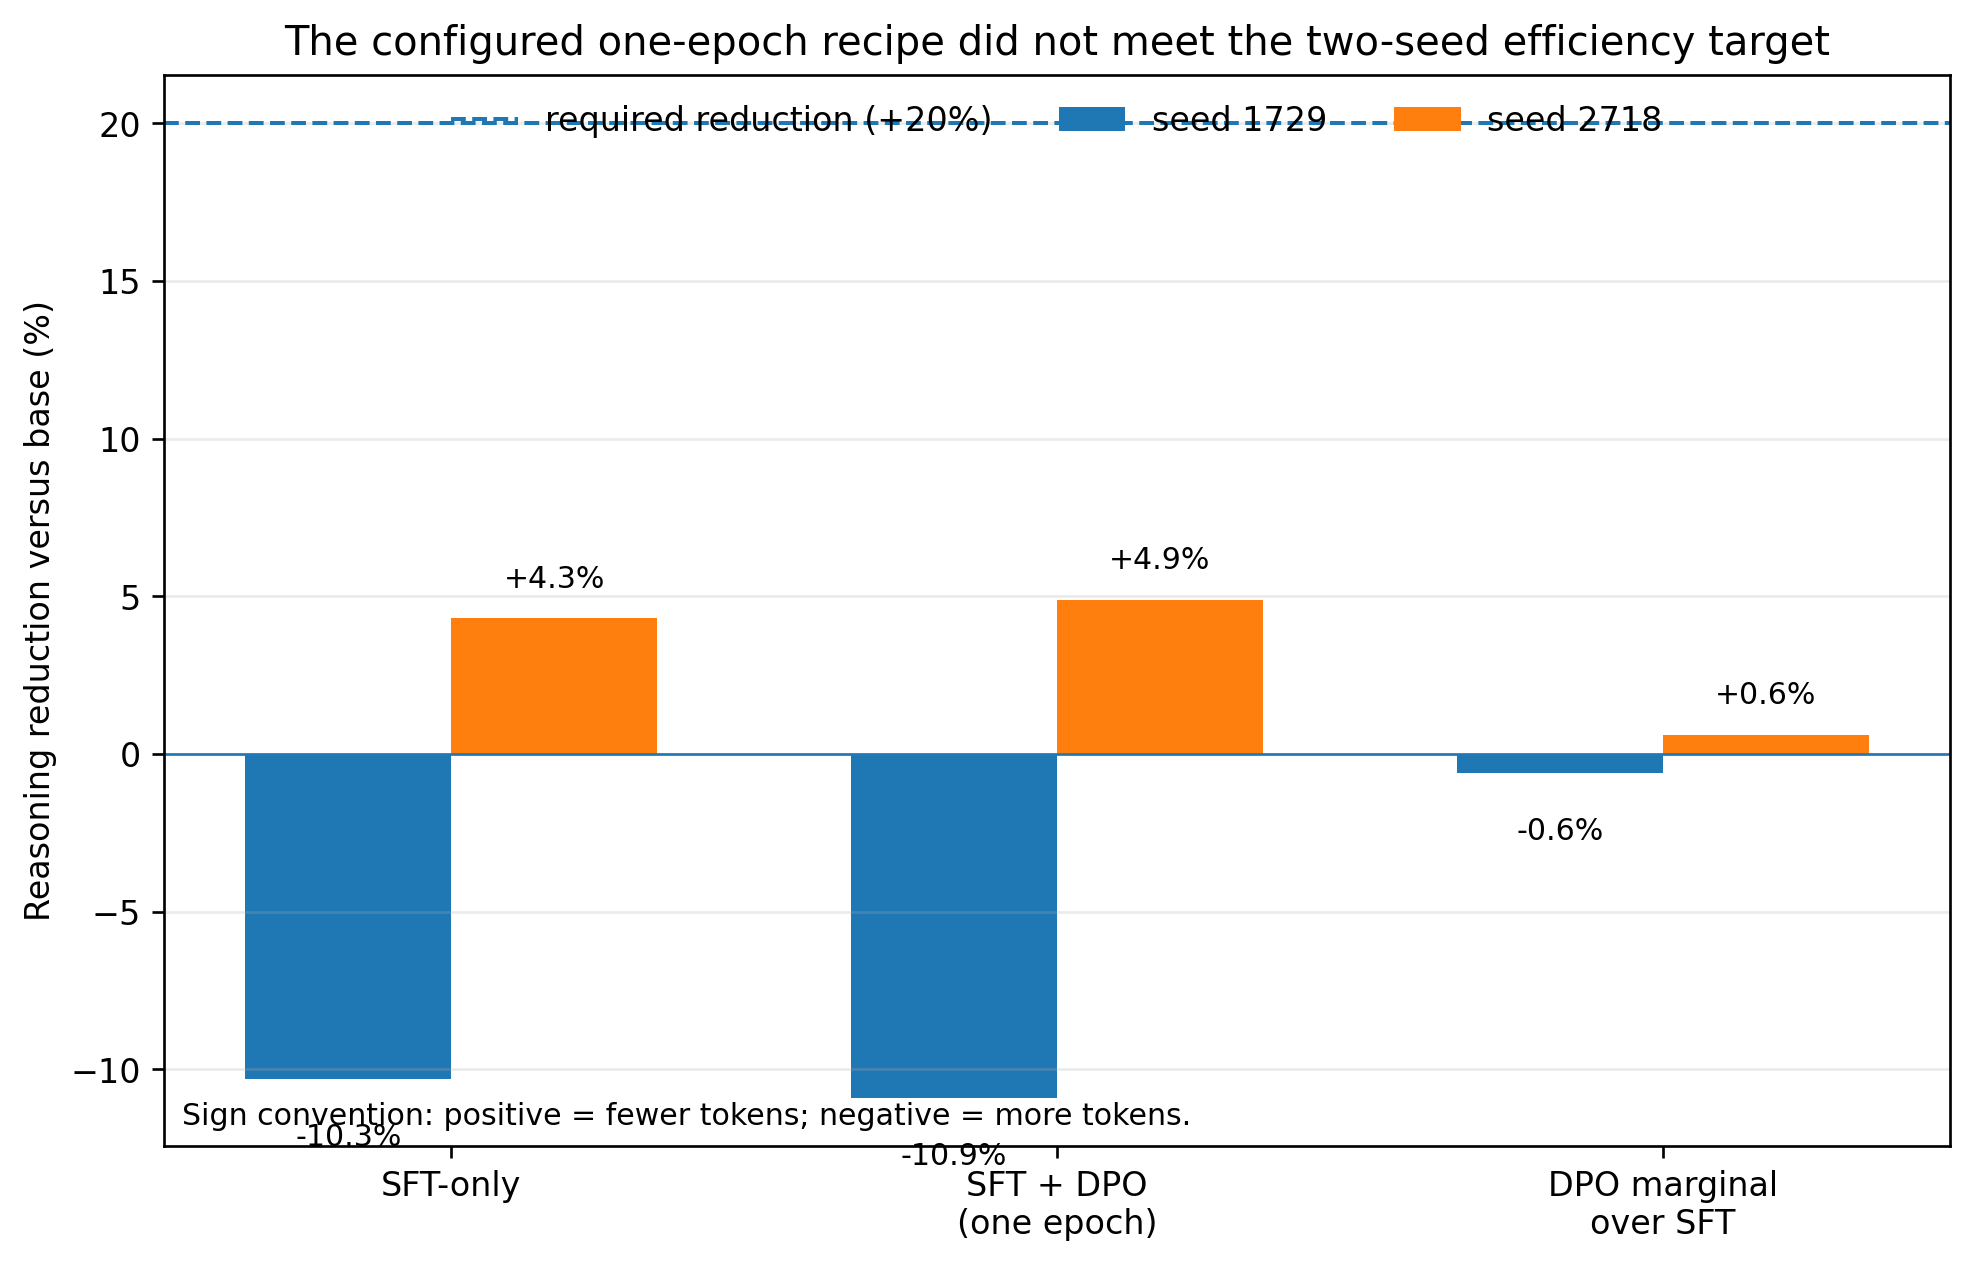 The configured one-epoch recipe did not meet the two-seed efficiency target
required reduction (+20%) seed 1729 seed 2718
Reasoning reduction versus base (%)
20
15
10
5
0
−5
−10
+4.3%
+4.9%
+0.6%
-0.6%
Sign convention: positive = fewer tokens; negative = more tokens.
-10.3%
-10.9%
SFT-only
SFT + DPO
(one epoch)
DPO marginal
over SFT